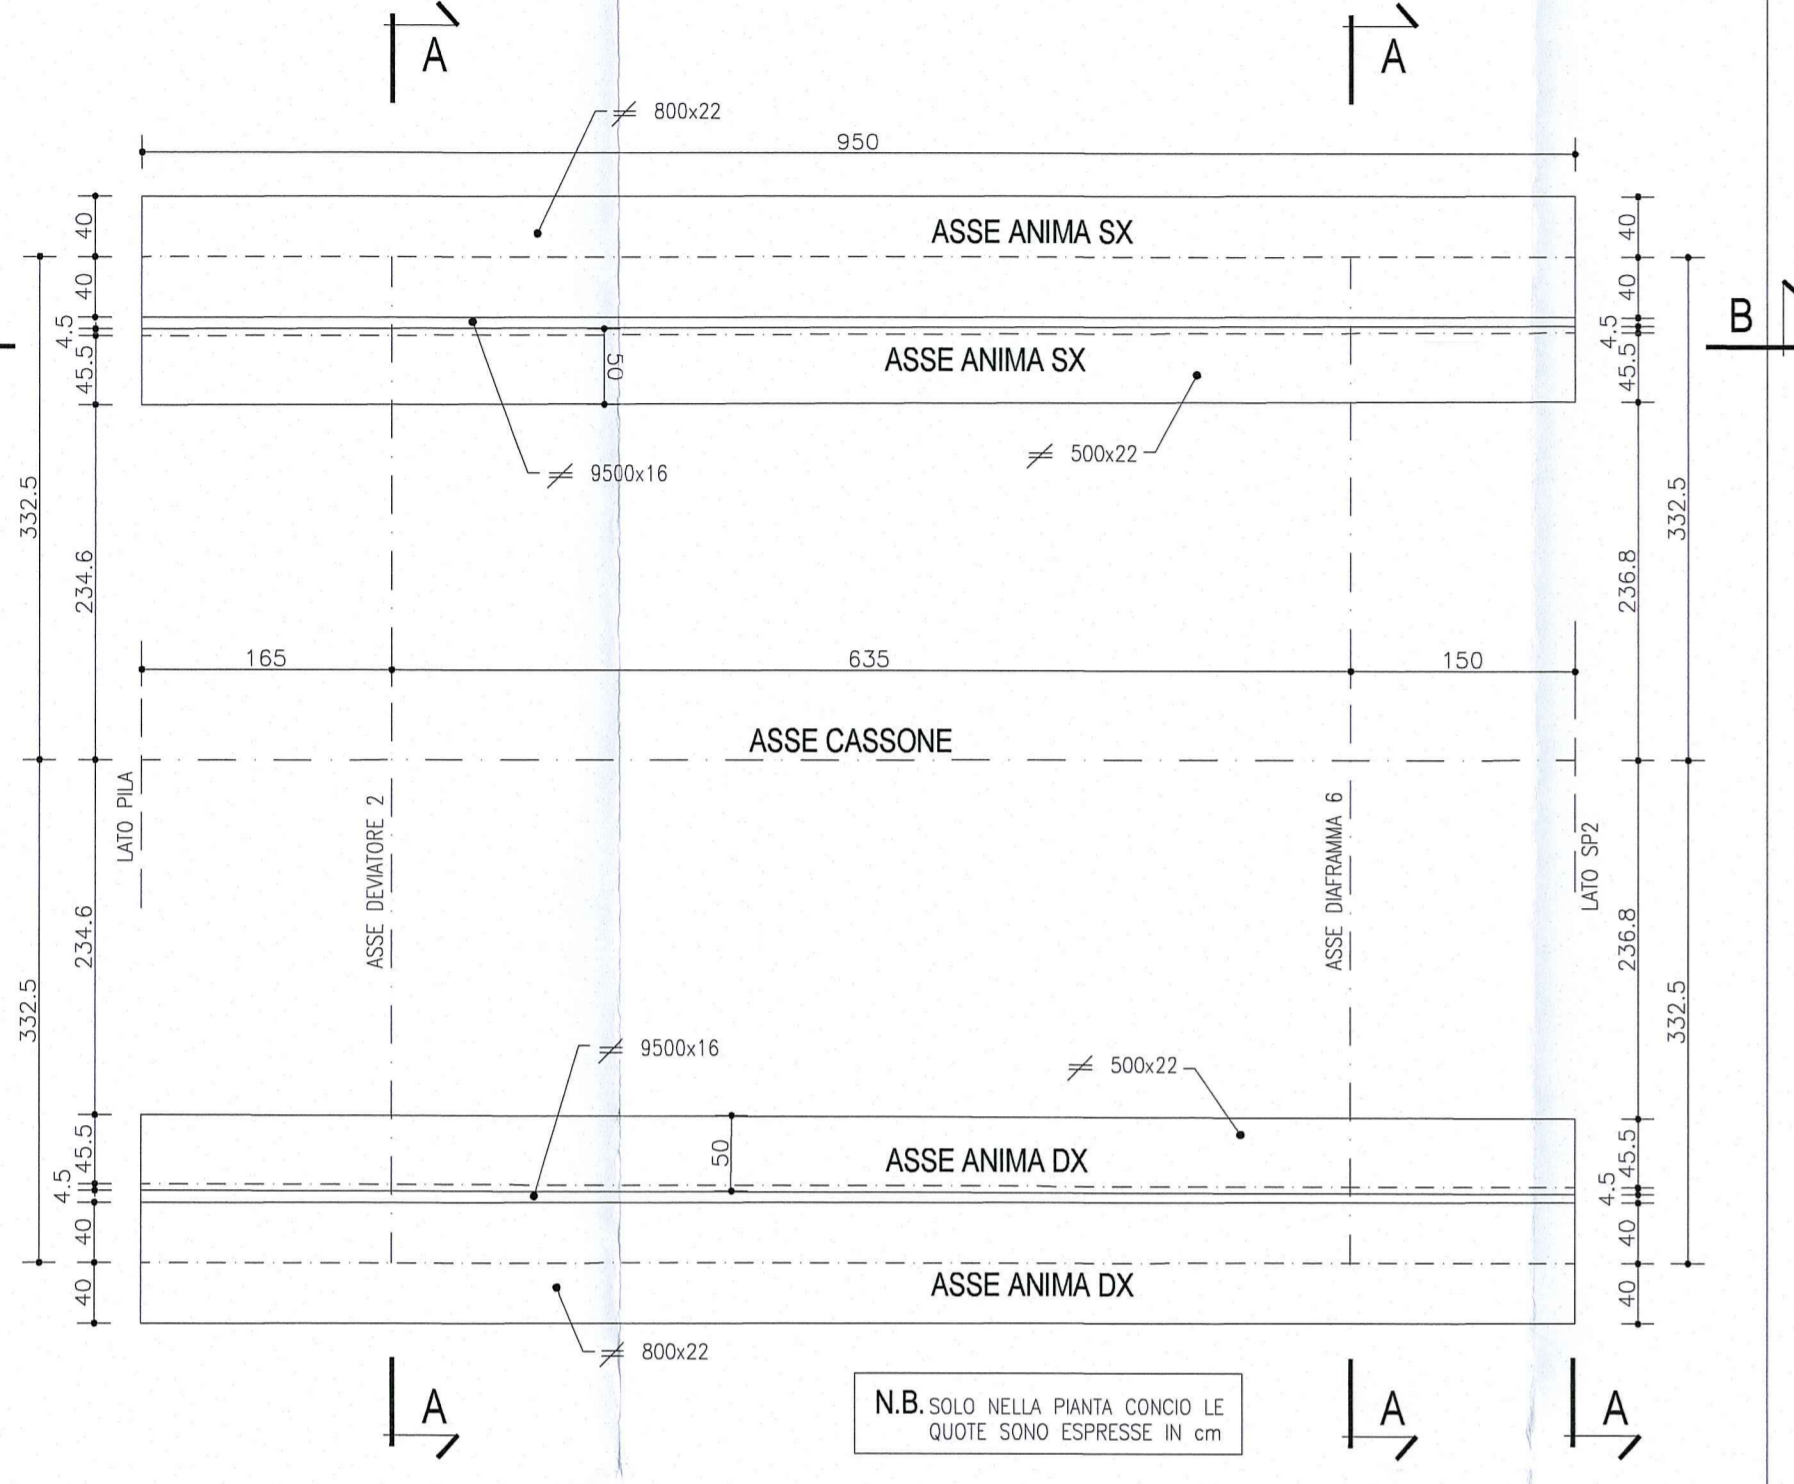 A
A
800x22
950
40
ASSE ANIMA SX
40
40
40
4.5
4.5
B
45.5
50
ASSE ANIMA SX
45.5
500x22
9500x16
332.5
332.5
234.6
236.8
165
635
150
ASSE CASSONE
LATO PILA
ASSE DEVIATORE 2
ASSE DIAFRAMMA 6
LATO SP2
234.6
236.8
332.5
332.5
9500x16
500x22
45.5
50
ASSE ANIMA DX
45.5
4.5
4.5
40
40
40
ASSE ANIMA DX
40
800x22
A
N.B. SOLO NELLA PIANTA CONCIO LE
QUOTE SONO ESPRESSE IN cm
A
A